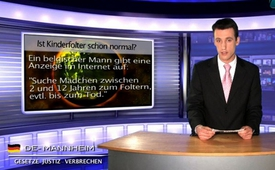 Ist Kinderfolter schon normal?
Ein belgischer Mann gibt eine
Anzeige im Internet auf:
"Suche Mädchen zwischen
2 und 12 Jahren zum Foltern,
evtl. bis zum Tod."
DE-MANNHEIM
GESETZE JUSTIZ VERBRECHEN